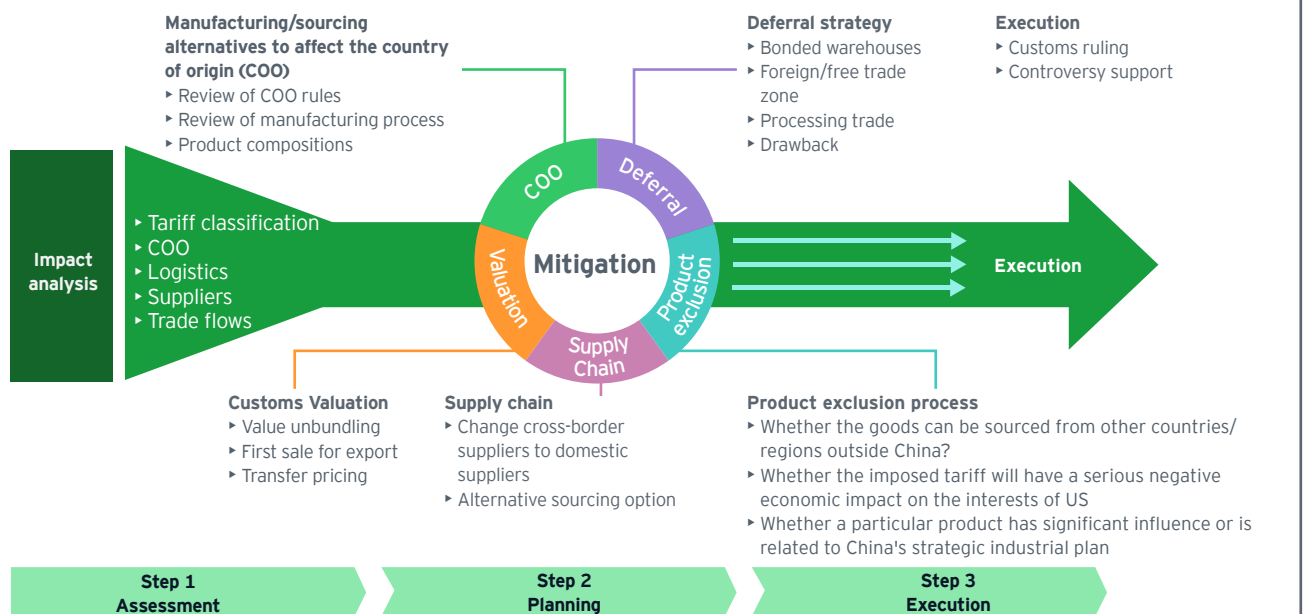 Manufacturing/sourcing
alternatives to affect the country
of origin (COO)
▸ Review of COO rules
▸ Review of manufacturing process
▸ Product compositions
Deferral strategy
▸ Bonded warehouses
▸ Foreign/free trade
zone
▸ Processing trade
▸ Drawback
Execution
▸ Customs ruling
▸ Controversy support
Impact
analysis
▸ Tariff classification
▸ COO
▸ Logistics
▸ Suppliers
▸ Trade flows
COO
Deferral
Valuation
Mitigation
Product
exclusion
Supply
Chain
Execution
Customs Valuation
▸ Value unbundling
▸ First sale for export
▸ Transfer pricing
Supply chain
▸ Change cross-border
suppliers to domestic
suppliers
▸ Alternative sourcing option
Product exclusion process
▸ Whether the goods can be sourced from other countries/
regions outside China?
▸ Whether the imposed tariff will have a serious negative
economic impact on the interests of US
▸ Whether a particular product has significant influence or is
related to China's strategic industrial plan
Step 1
Assessment
Step 2
Planning
Step 3
Execution